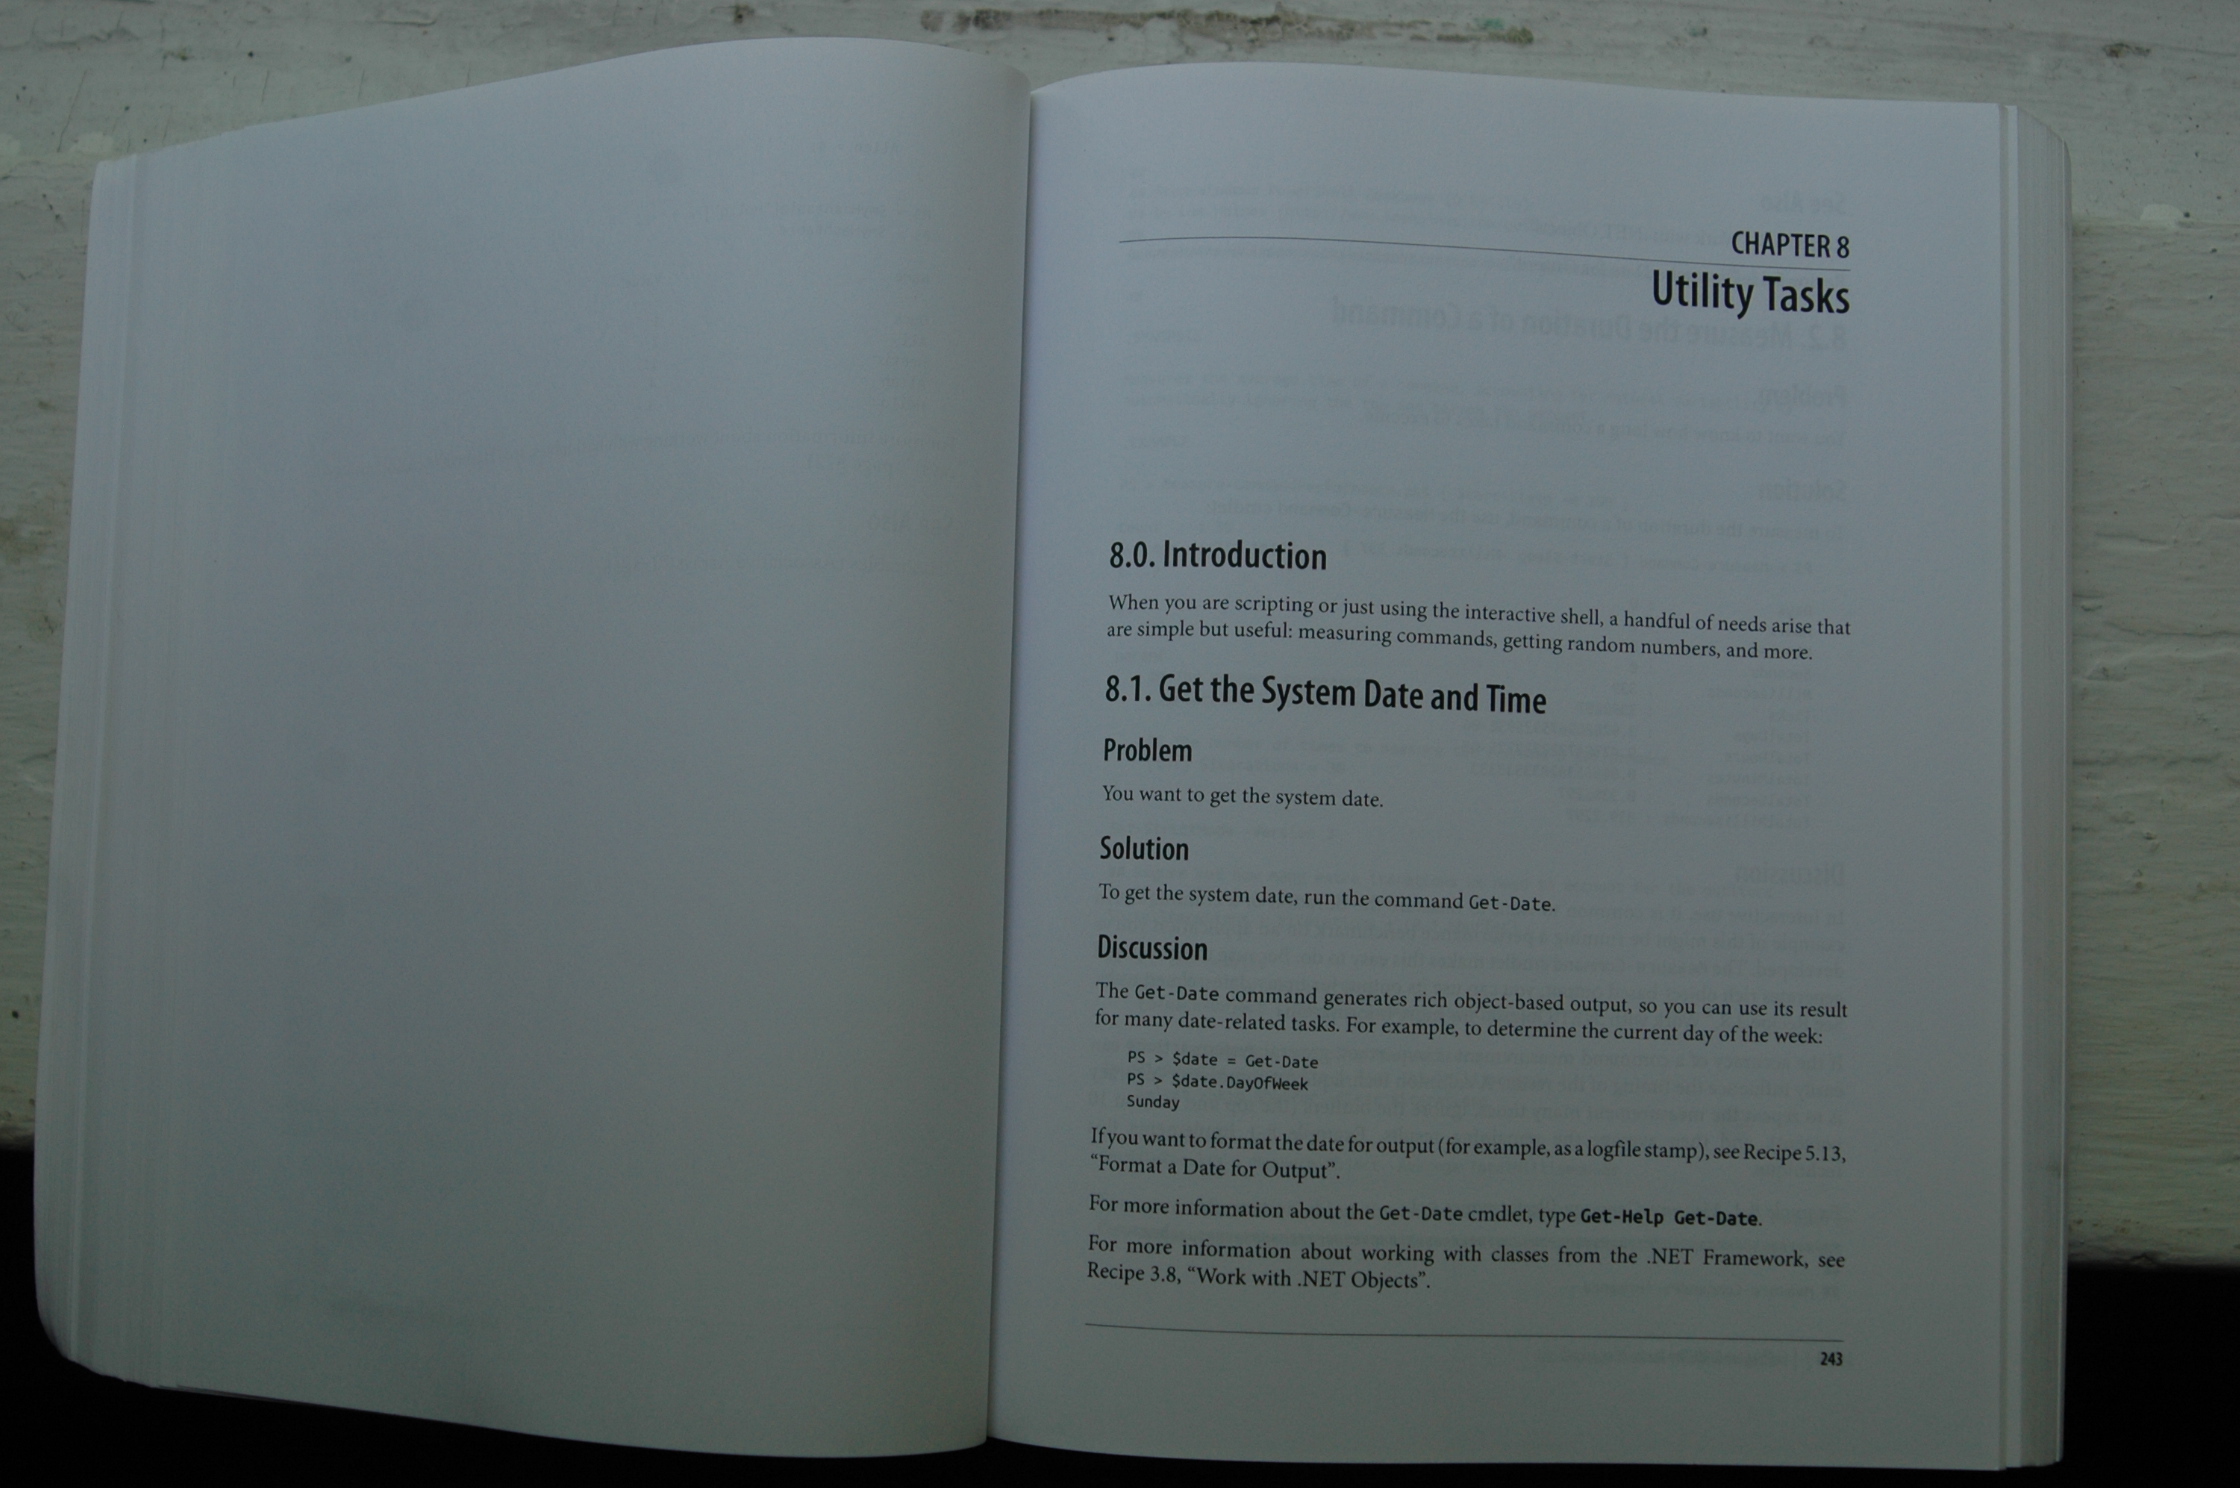 CHAPTER 8
Utility Tasks
8.0. Introduction
When you are scripting or just using the interactive shell, a handful of needs arise that
are simple but useful: measuring commands, getting random numbers, and more.
8.1. Get the System Date and Time
Problem
You want to get the system date.
Solution
To get the system date, run the command Get-Date.
Discussion
The Get-Date command generates rich object-based output, so you can use its result
for many date-related tasks. For example, to determine the current day of the week:
PS > $date = Get-Date
PS > $date.DayOfWeek
Sunday
If you want to format the date for output (for example, as a logfile stamp), see Recipe 5.13,
“Format a Date for Output”.
For more information about the Get-Date cmdlet, type Get-Help Get-Date.
For more information about working with classes from the .NET Framework, see
Recipe 3.8, “Work with .NET Objects”.
243